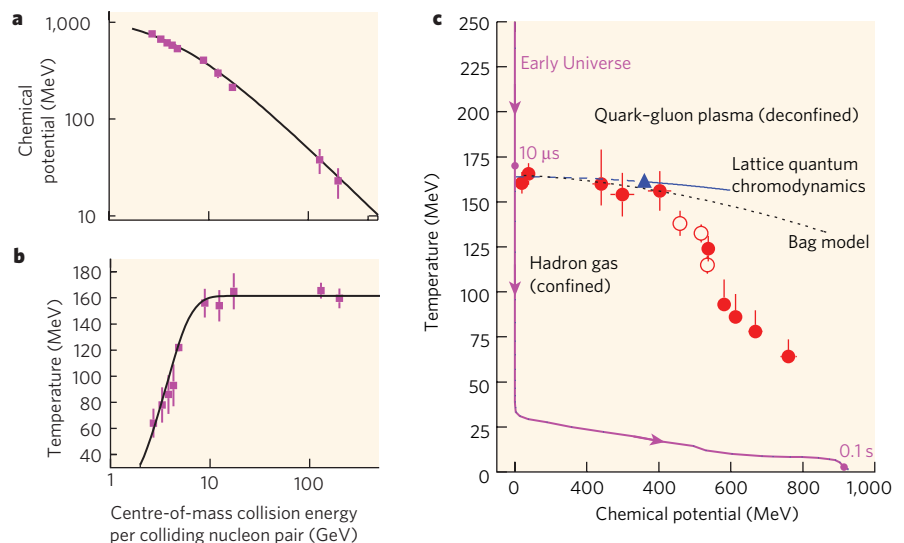 a
1,000
100
10
Chemical
potential (MeV)
b
180
160
140
120
100
80
60
40
Temperature (MeV)
1
10
100
Centre-of-mass collision energy
per colliding nucleon pair (GeV)
c
250
225
200
175
150
125
100
75
50
25
0
Temperature (MeV)
Early Universe
Quark–gluon plasma (deconfined)
10 μs
Lattice quantum
chromodynamics
Bag model
Hadron gas
(confined)
0.1 s
0
400
400
600
800
1,000
Chemical potential (MeV)